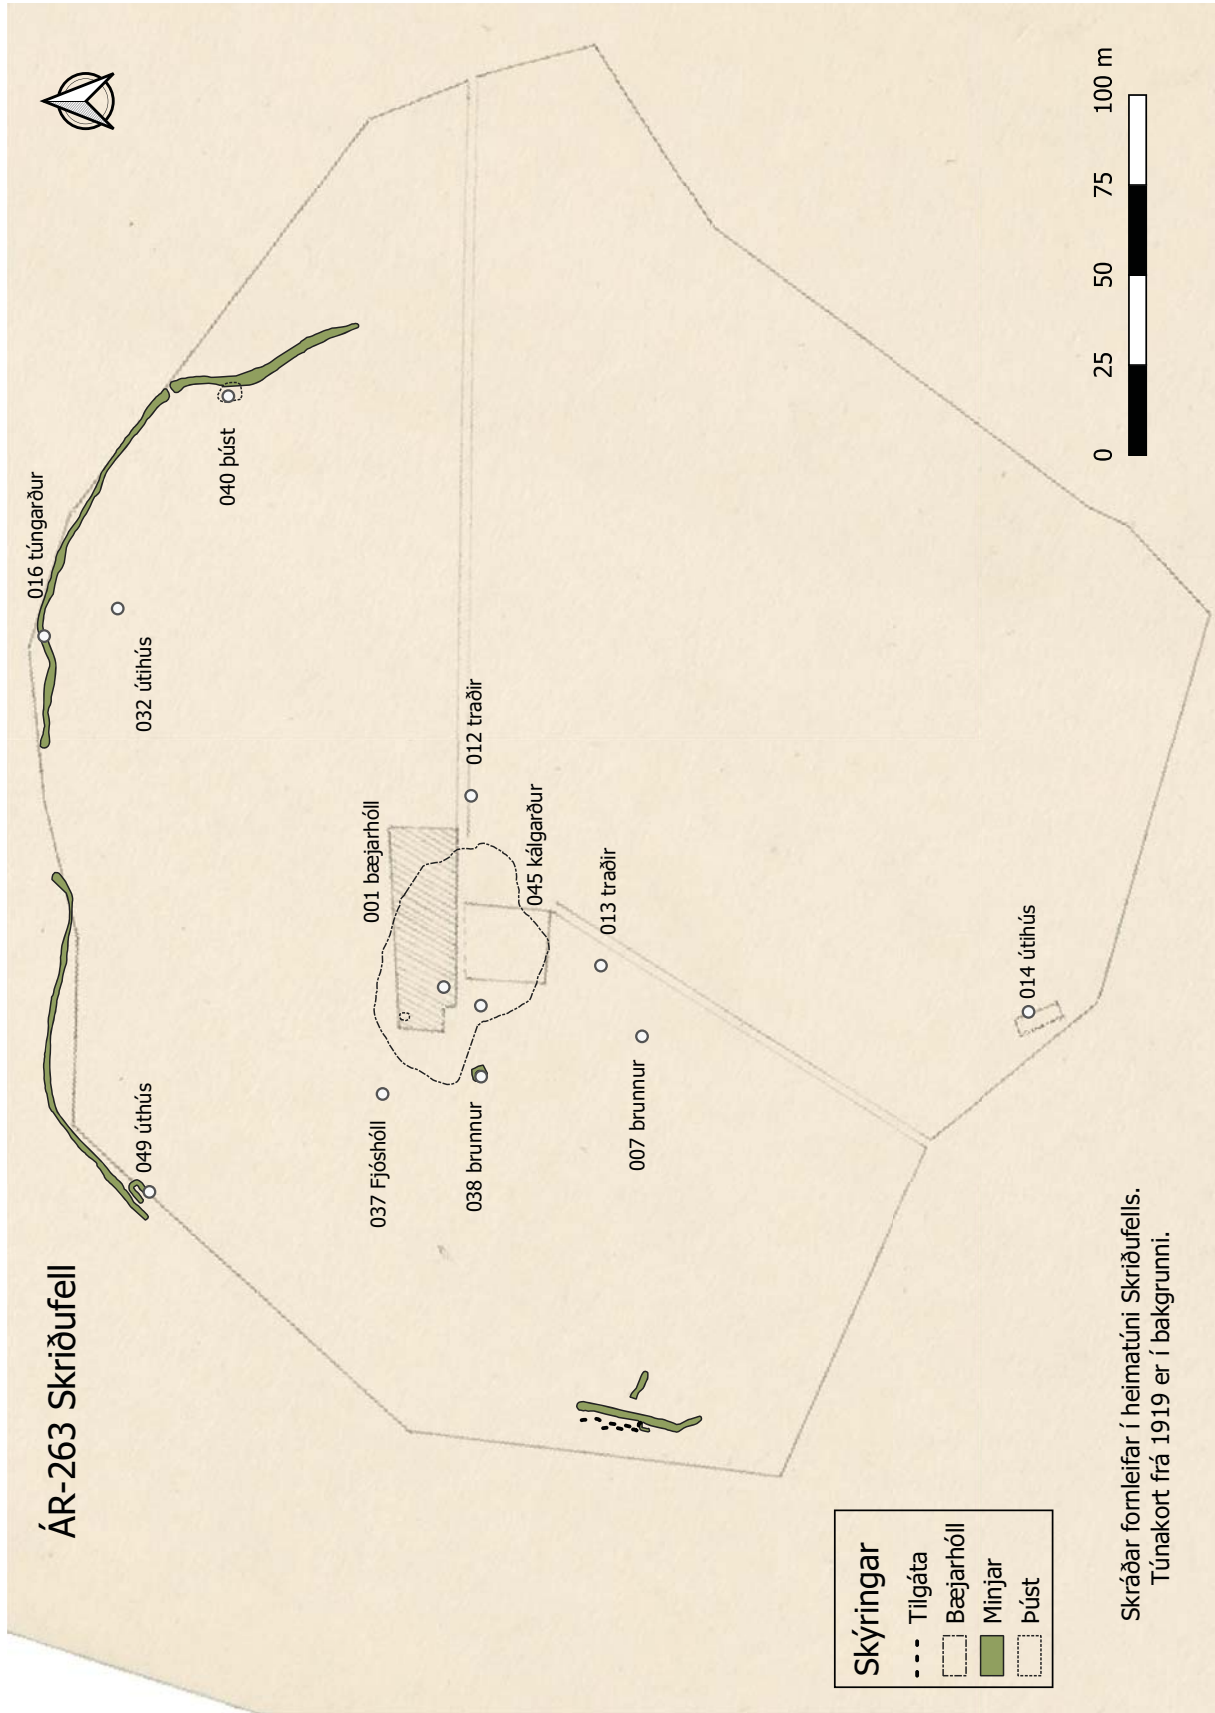 ÁR-263 Skriðufell
016 túngarður
049 úthús
032 útihús
040 þúst
037 Fjóshóll
001 bæjarhóll
038 brunnur
012 traðir
045 kálgarður
013 traðir
007 brunnur
014 útihús
Skýringar
Tilgáta
Bæjarhóll
Minjar
Þúst
0 25 50 75 100 m
Skráðar fornleifar í heimatúni Skriðufells.
Túnakort frá 1919 er í bakgrunni.